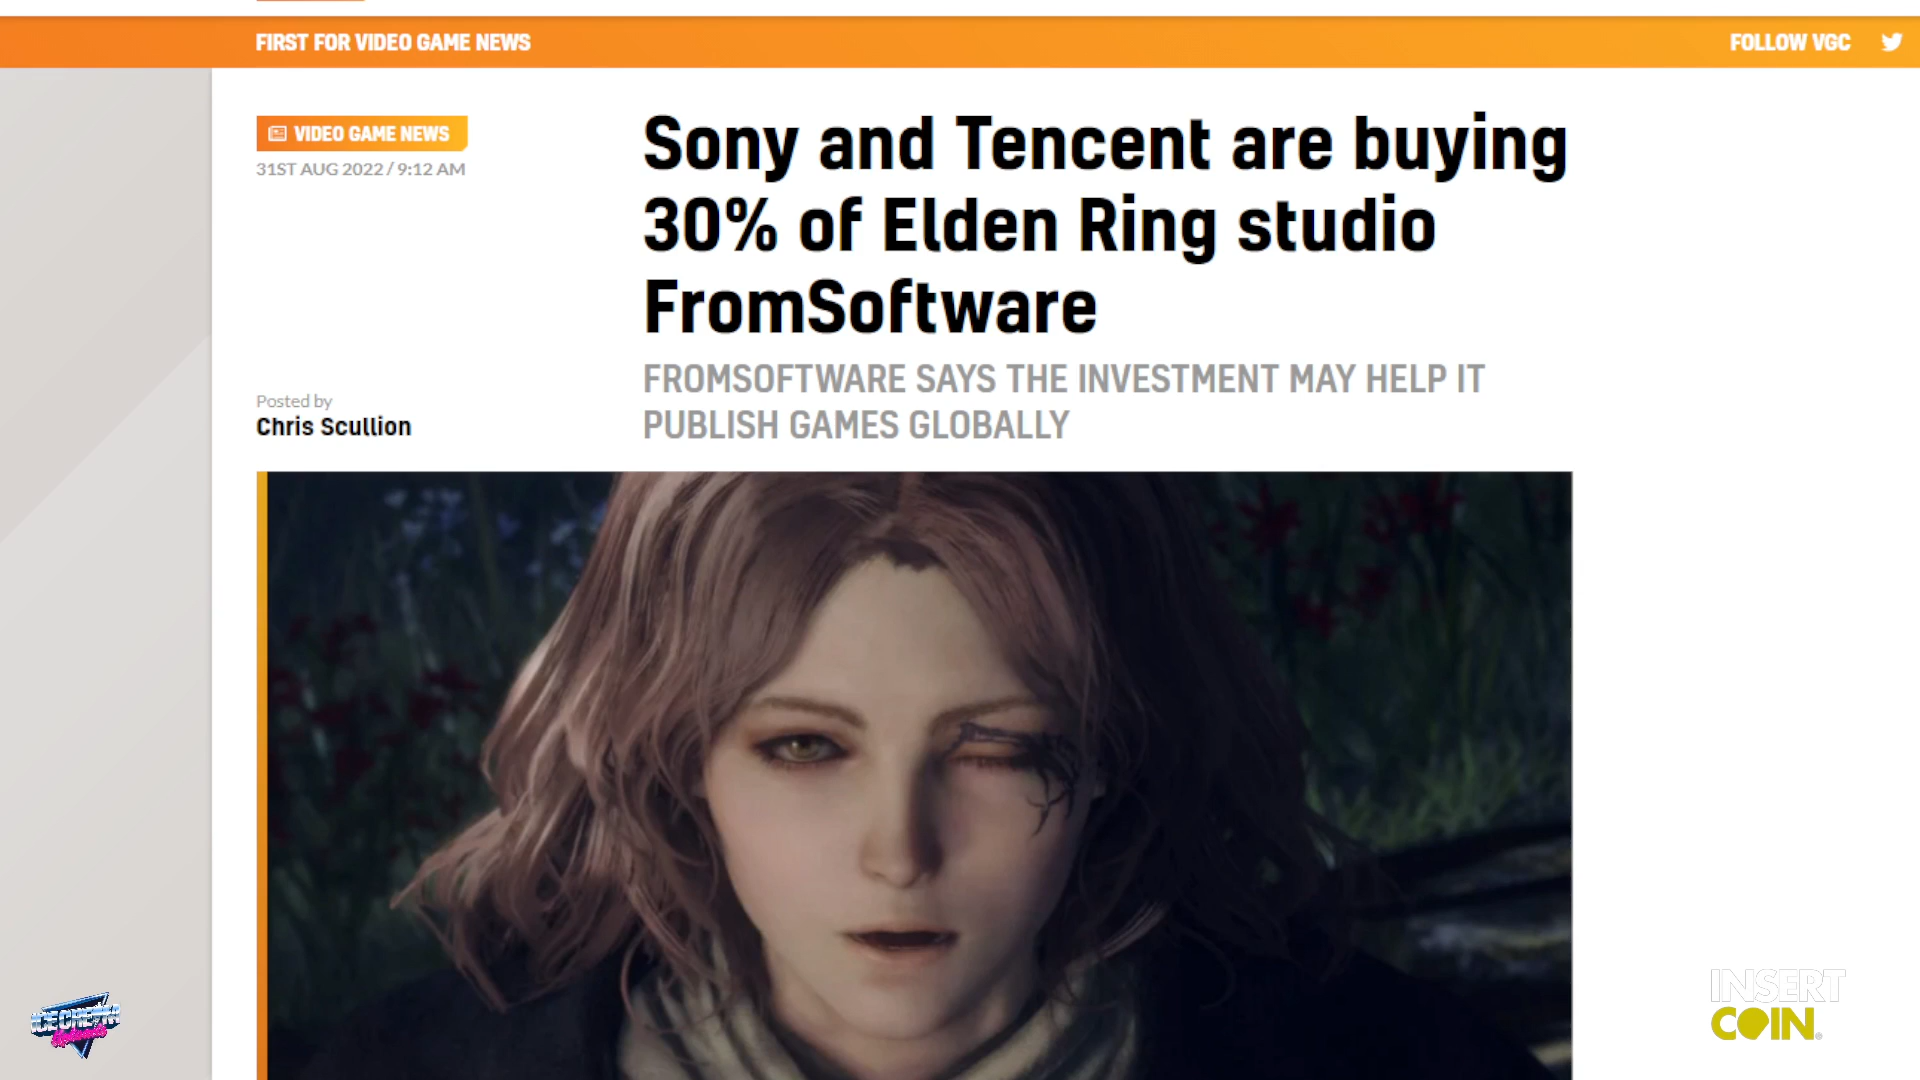 FIRST FOR VIDEO GAME NEWS
FOLLOW VGC
VIDEO GAME NEWS
31ST AUG 2022 / 9:12 AM
Sony and Tencent are buying
30% of Elden Ring studio
FromSoftware
FROMSOFTWARE SAYS THE INVESTMENT MAY HELP IT
PUBLISH GAMES GLOBALLY
Posted by
Chris Scullion
INSERT
COIN